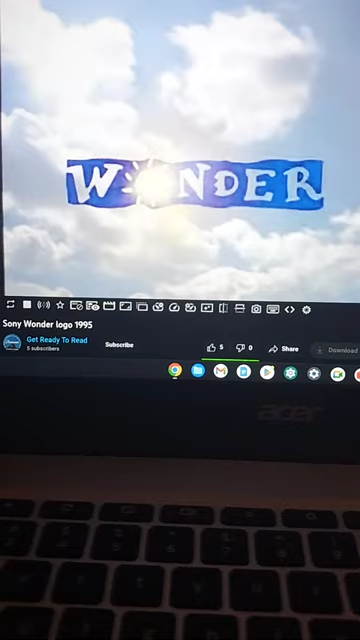 WONDER
Sony Wonder logo 1995
Get Ready To Read
5 subscribers
Subscribe
5
0
Share
Download
acer